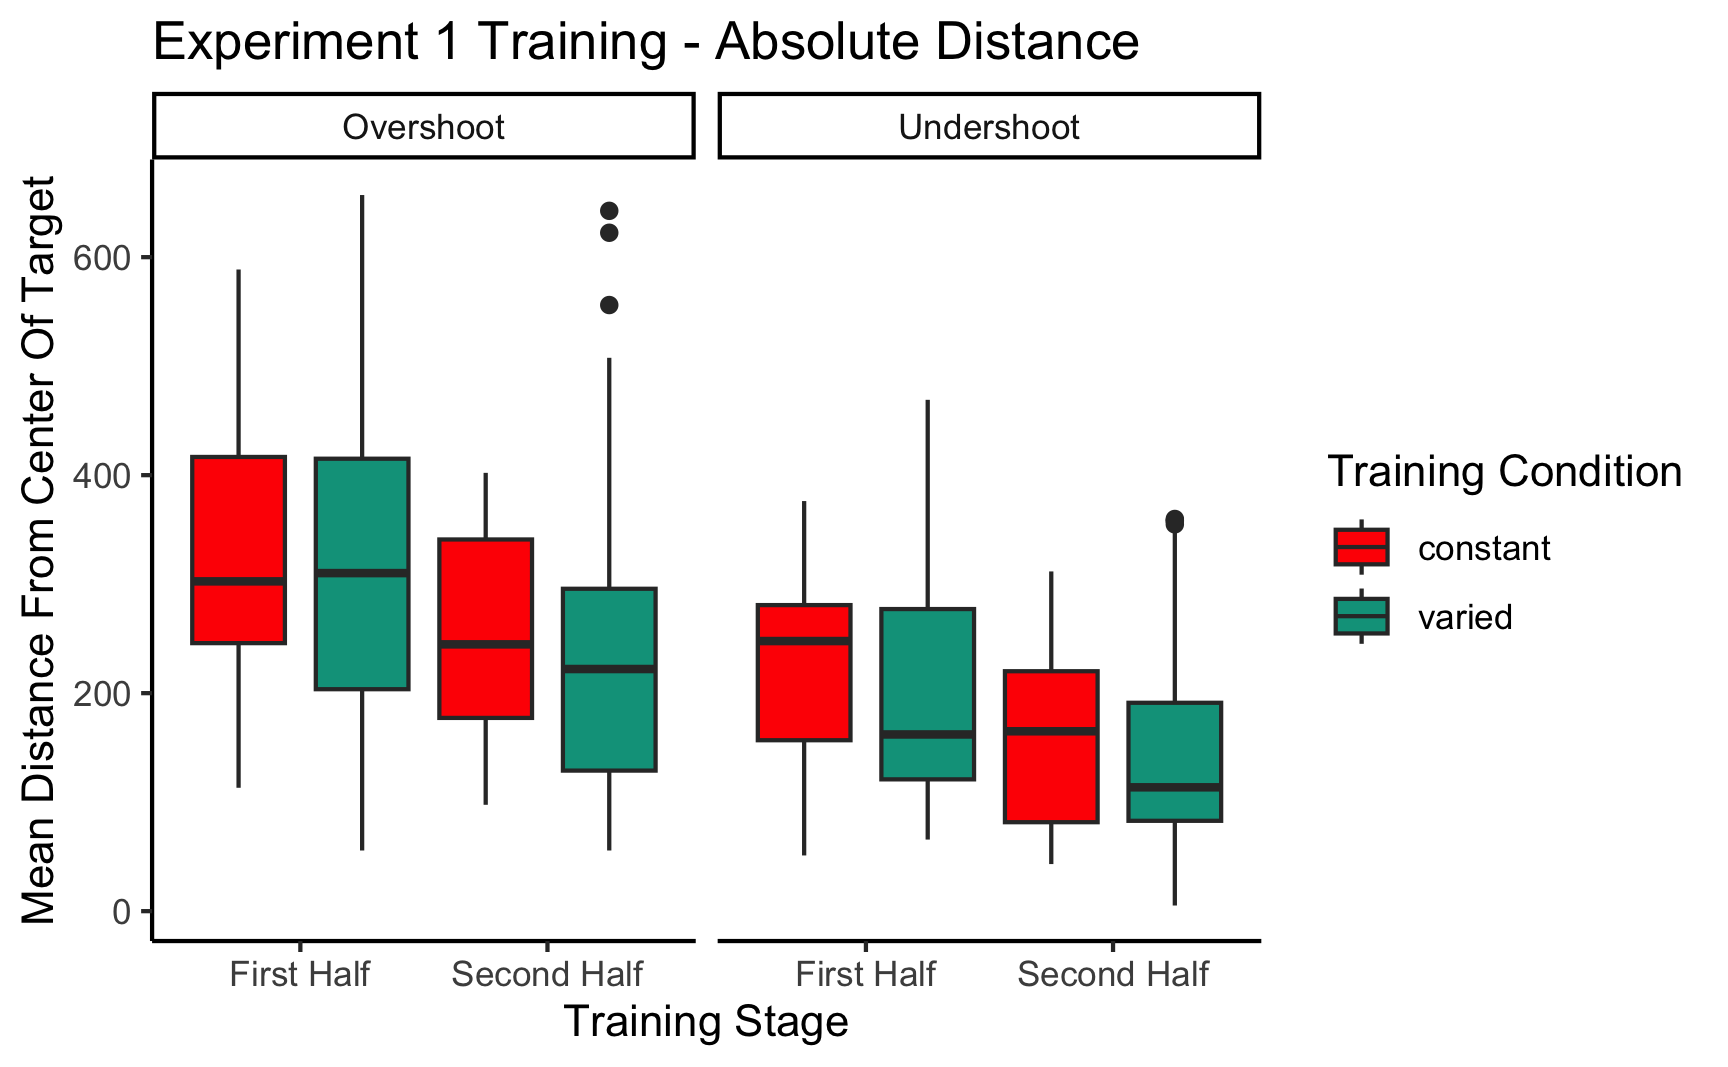 Experiment 1 Training - Absolute Distance
Overshoot
Undershoot
Mean Distance From Center Of Target
600
400
200
0
First Half
Second Half
First Half
Second Half
Training Stage
Training Condition
constant
varied